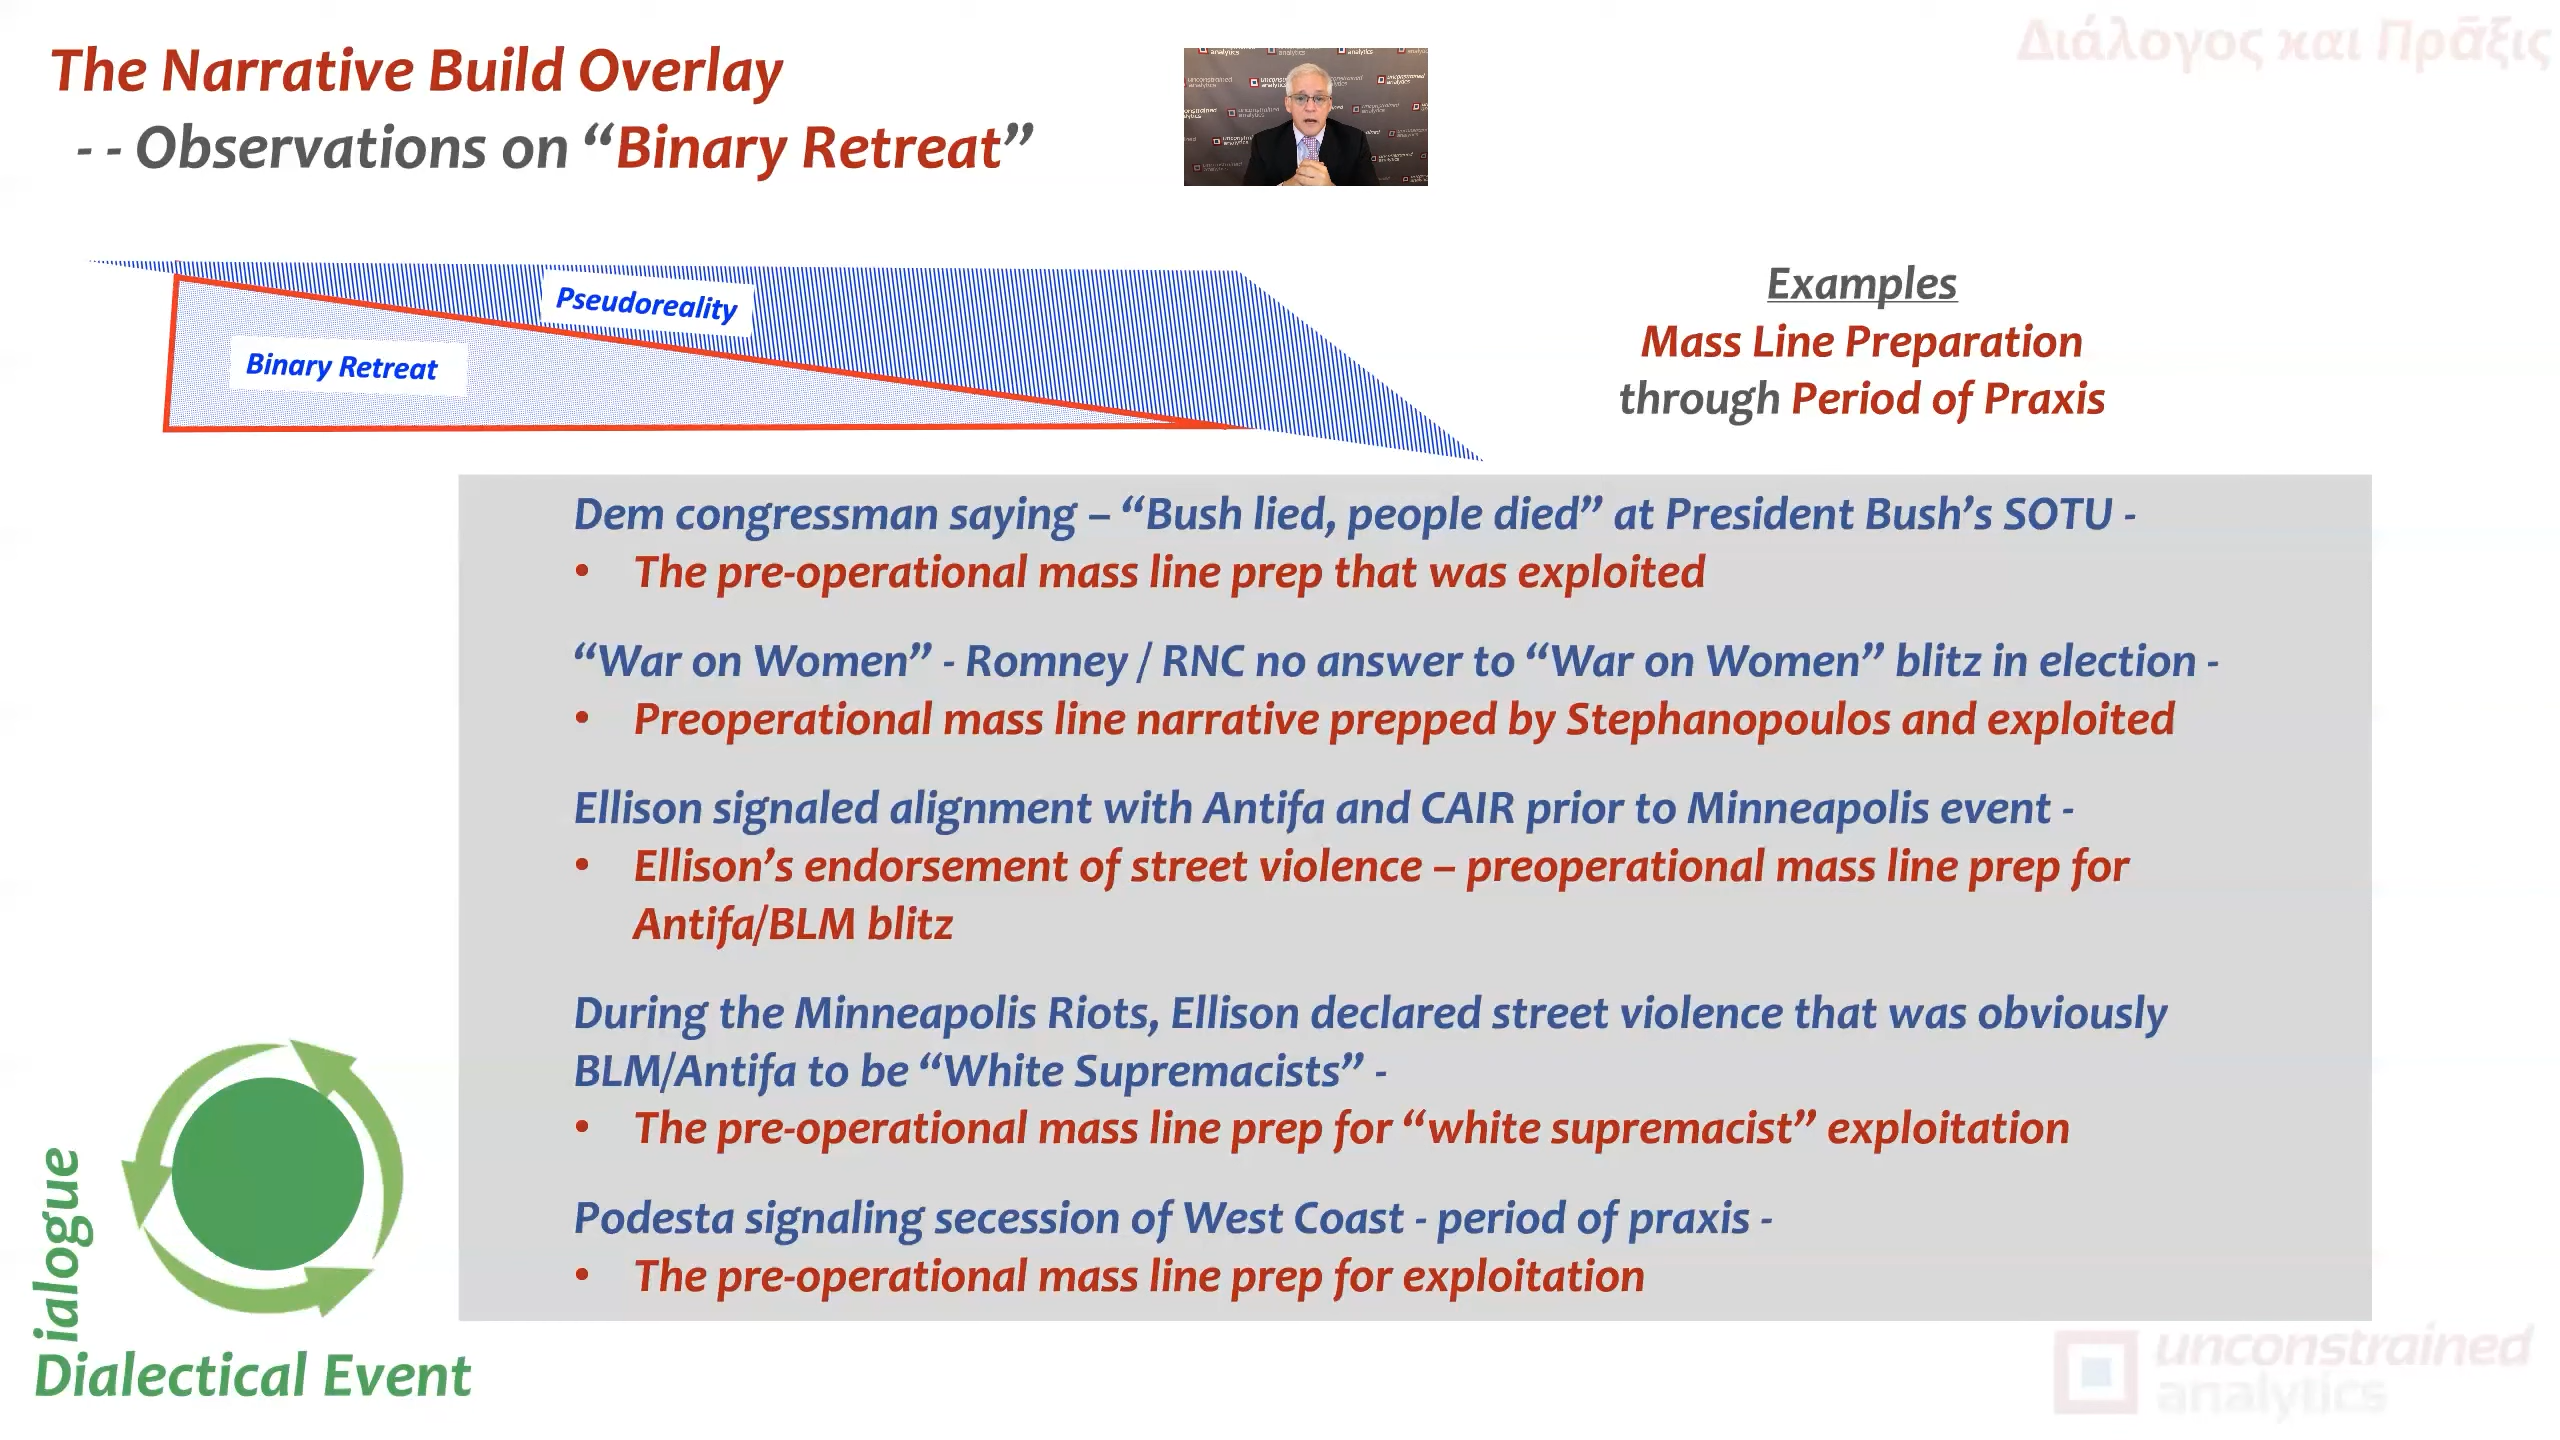 The Narrative Build Overlay
- - Observations on “Binary Retreat”
unconstrained analytics
Διάλογος και Πρᾶξις
Pseudoreality
Binary Retreat
Examples
Mass Line Preparation
through Period of Praxis
Dem congressman saying – “Bush lied, people died” at President Bush’s SOTU -
• The pre-operational mass line prep that was exploited
“War on Women” - Romney / RNC no answer to “War on Women” blitz in election -
• Preoperational mass line narrative prepped by Stephanopoulos and exploited
Ellison signaled alignment with Antifa and CAIR prior to Minneapolis event -
• Ellison’s endorsement of street violence – preoperational mass line prep for
Antifa/BLM blitz
During the Minneapolis Riots, Ellison declared street violence that was obviously
BLM/Antifa to be “White Supremacists” -
• The pre-operational mass line prep for “white supremacist” exploitation
Podesta signaling secession of West Coast - period of praxis -
• The pre-operational mass line prep for exploitation
ialogue
Dialectical Event
unconstrained
analytics